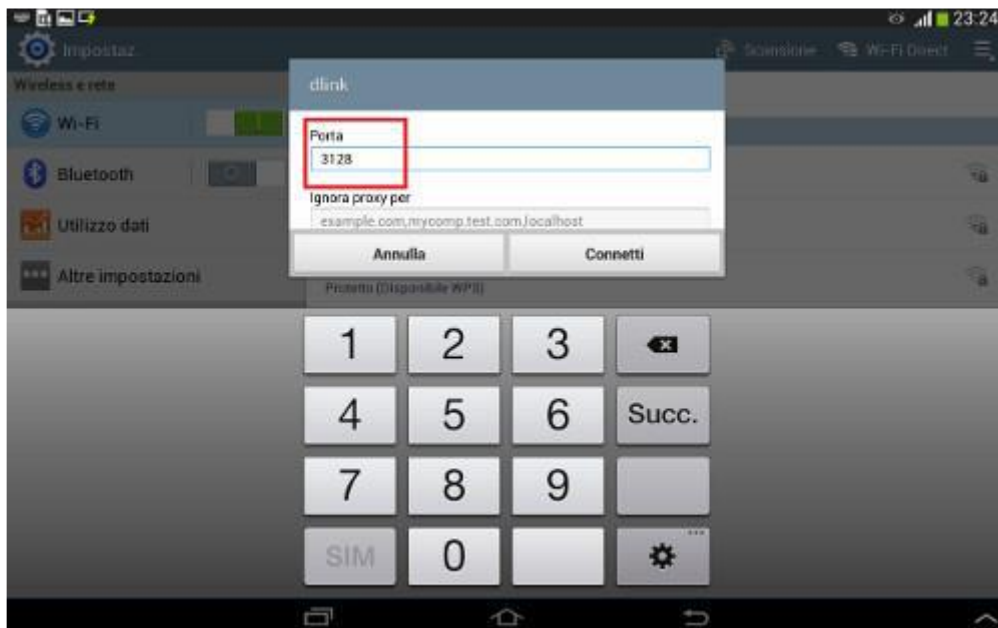 23:24
Impostaz
Scansione
Wi-Fi Direct
Wireless e rete
dlink
Wi-Fi
Porta
3128
Bluetooth
Ignora proxy per
example.com,mycomp.test.com,localhost
Utilizzo dati
Annulla
Connetti
Altre impostazioni
Protetto (Disponibile WPS)
1 2 3
4 5 6 Succ.
7 8 9
SIM 0